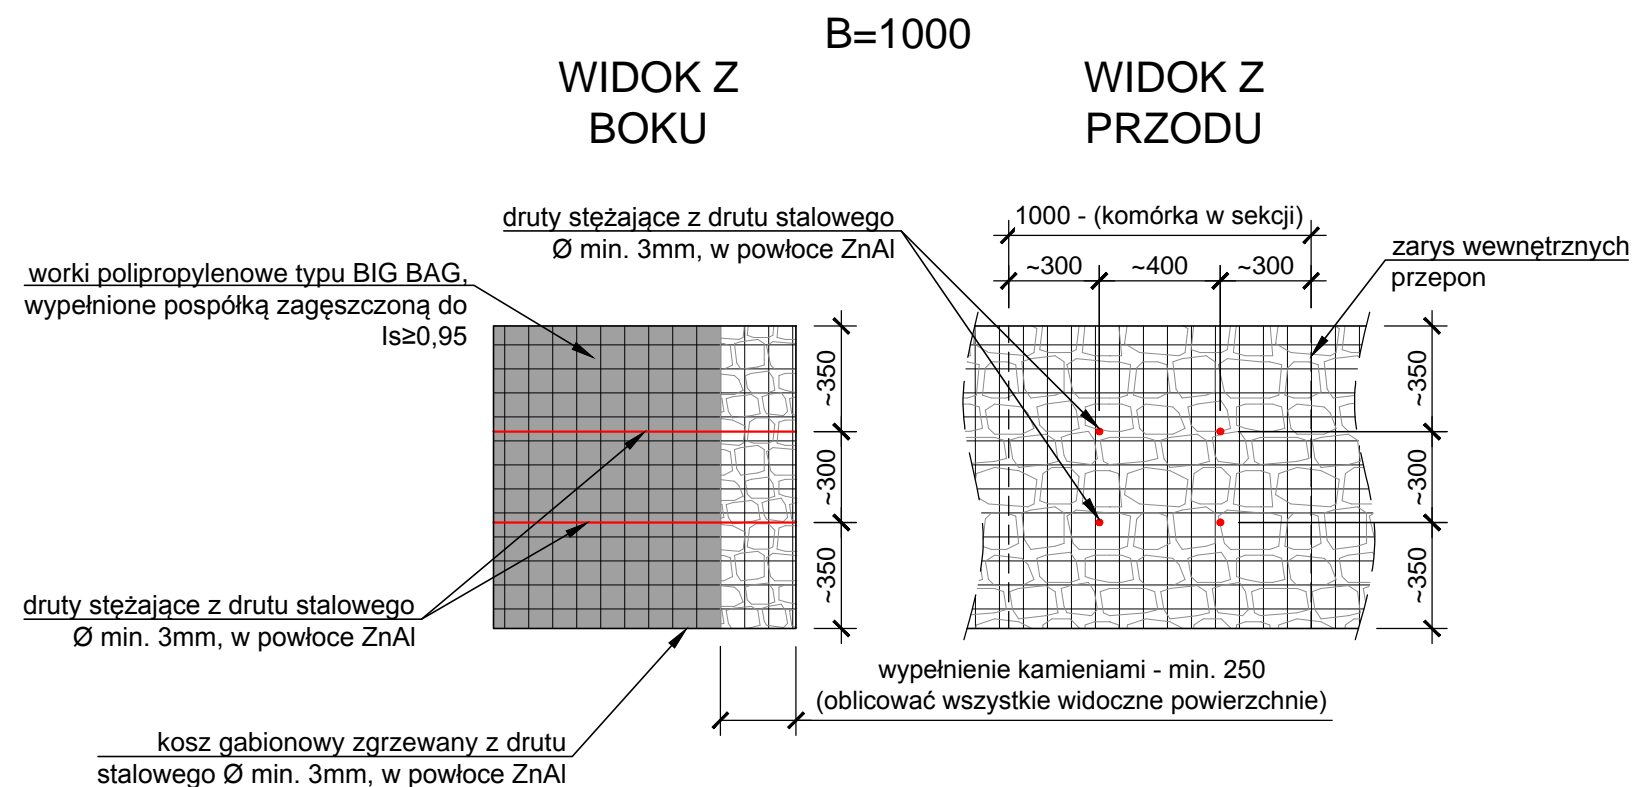 B=1000
WIDOK Z
BOKU
WIDOK Z
PRZODU
druty stężające z drutu stalowego
Ø min. 3mm, w powłoce ZnAl
1000 - (komórka w sekcji)
~300
~400
~300
zarys wewnętrznych
przepon
worki polipropylenowe typu BIG BAG,
wypełnione pospółką zagęszczoną do
Is≥0,95
~350
~300
~350
~350
~300
~350
druty stężające z drutu stalowego
Ø min. 3mm, w powłoce ZnAl
wypełnienie kamieniami - min. 250
(oblicować wszystkie widoczne powierzchnie)
kosz gabionowy zgrzewany z drutu
stalowego Ø min. 3mm, w powłoce ZnAl